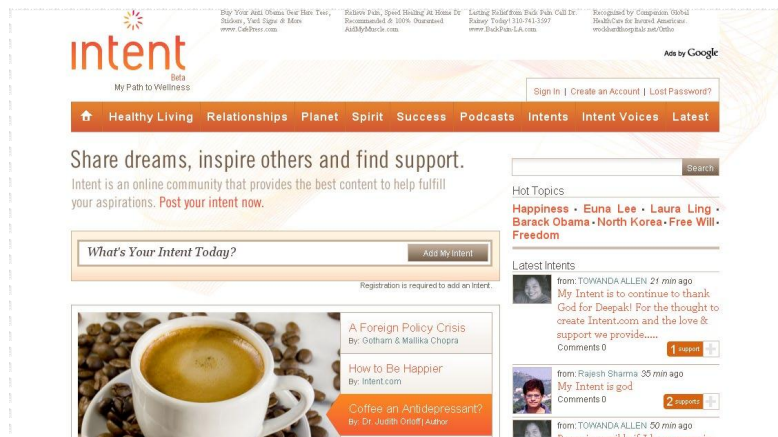 Buy Your Anti Obama Gear Here Tees,
Stickers, Yard Signs & More
www.CafePress.com
Relieve Pain, Speed Healing At Home Dr
Recommended & 100% Guaranteed
AidMyMuscle.com
Lasting Relief from Back Pain Call Dr.
Rainey Today! 310-741-3597
www.BackPain-LA.com
Recognized by Companion Global
HealthCare for Insured Americans.
wockhardthospitals.net/Ortho
Ads by Google
intent
Beta
My Path to Wellness
Sign In | Create an Account | Lost Password?
Healthy Living Relationships Planet Spirit Success Podcasts Intents Intent Voices Latest
Share dreams, inspire others and find support.
Intent is an online community that provides the best content to help fulfill
your aspirations. Post your intent now.
What's Your Intent Today?
Add My Intent
Registration is required to add an Intent.
A Foreign Policy Crisis
By: Gotham & Mallika Chopra
How to Be Happier
By: Intent.com
Coffee an Antidepressant?
By: Dr. Judith Orloff | Author
Search
Hot Topics
Happiness • Euna Lee • Laura Ling •
Barack Obama • North Korea • Free Will •
Freedom
Latest Intents
from: TOWANDA ALLEN 21 min ago
My Intent is to continue to thank
God for Deepak! For the thought to
create Intent.com and the love &
support we provide.....
Comments 0
1 support
from: Rajesh Sharma 35 min ago
My Intent is god
Comments 0
2 supports
from: TOWANDA ALLEN 50 min ago